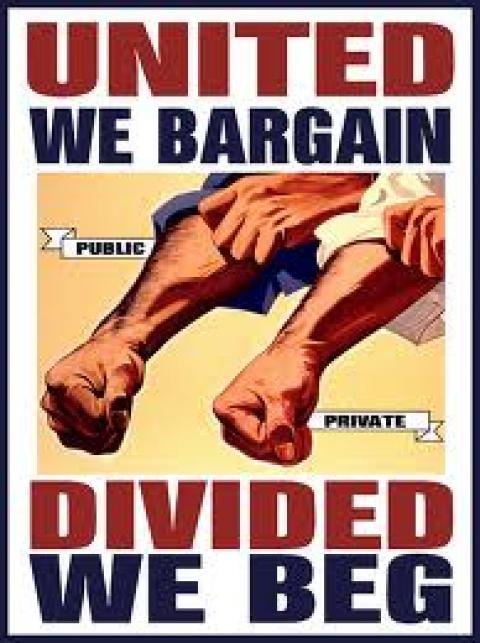 UNITED
WE BARGAIN
PUBLIC
PRIVATE
DIVIDED
WE BEG